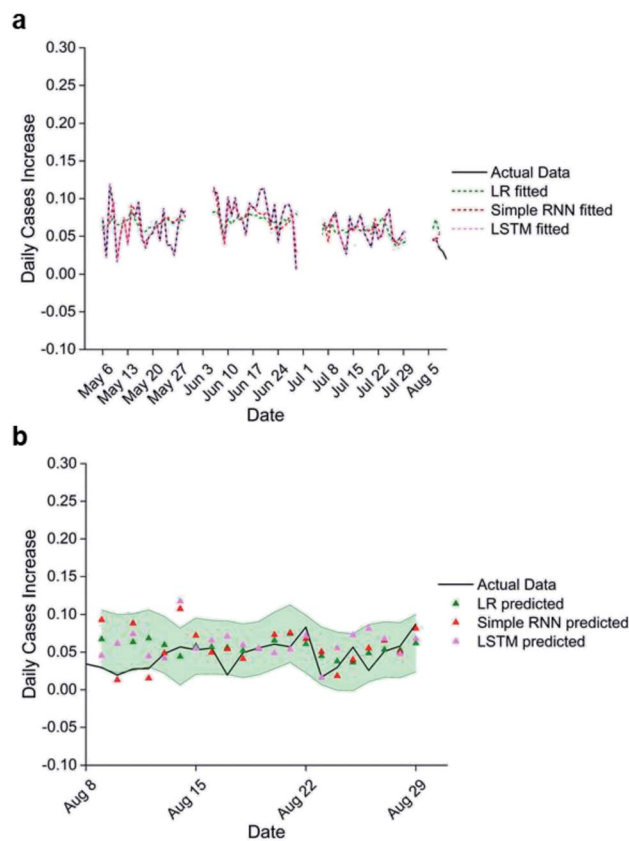 a
0.30
0.25
0.20
0.15
0.10
0.05
0.00
-0.05
-0.10
Daily Cases Increase
May 6
May 13
May 20
May 27
Jun 3
Jun 10
Jun 17
Jun 24
Jul 1
Jul 8
Jul 15
Jul 22
Jul 29
Aug 5
Date
Actual Data
LR fitted
Simple RNN fitted
LSTM fitted
b
0.30
0.25
0.20
0.15
0.10
0.05
0.00
-0.05
-0.10
Daily Cases Increase
Aug 8
Aug 15
Aug 22
Aug 29
Date
Actual Data
LR predicted
Simple RNN predicted
LSTM predicted